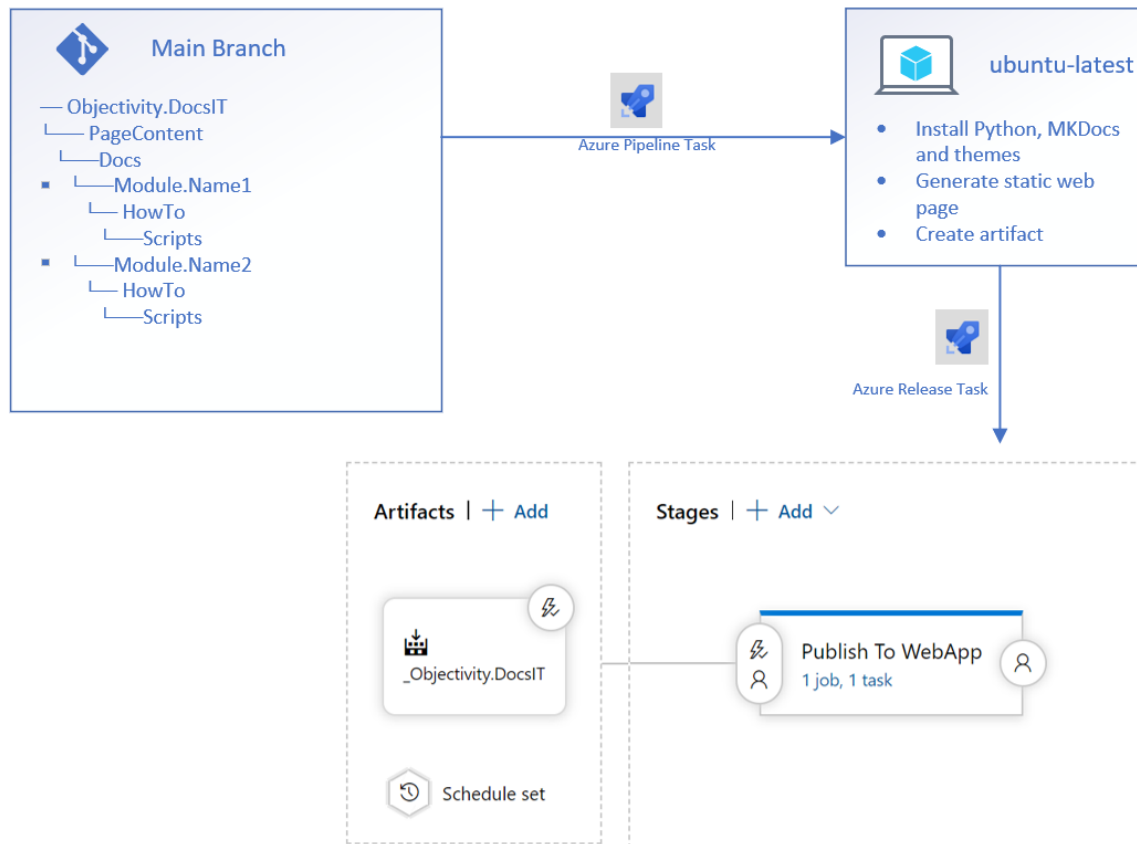 Main Branch
— Objectivity.DocsIT
└── PageContent
└──Docs
▪ └──Module.Name1
└── HowTo
└──Scripts
▪ └──Module.Name2
└── HowTo
└──Scripts
Azure Pipeline Task
ubuntu-latest
• Install Python, MKDocs
and themes
• Generate static web
page
• Create artifact
Azure Release Task
Artifacts | + Add
_Objectivity.DocsIT
Schedule set
Stages | + Add
Publish To WebApp
1 job, 1 task